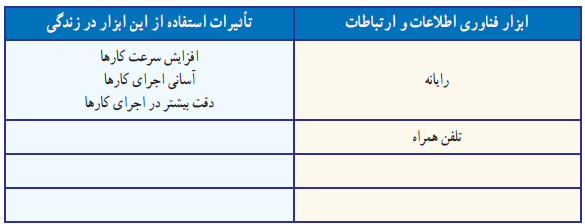 ابزار فناوری اطلاعات و ارتباطات
تأثیرات استفاده از این ابزار در زندگی
رایانه
افزایش سرعت کارها
آسانی اجرای کارها
دقت بیشتر در اجرای کارها
تلفن همراه